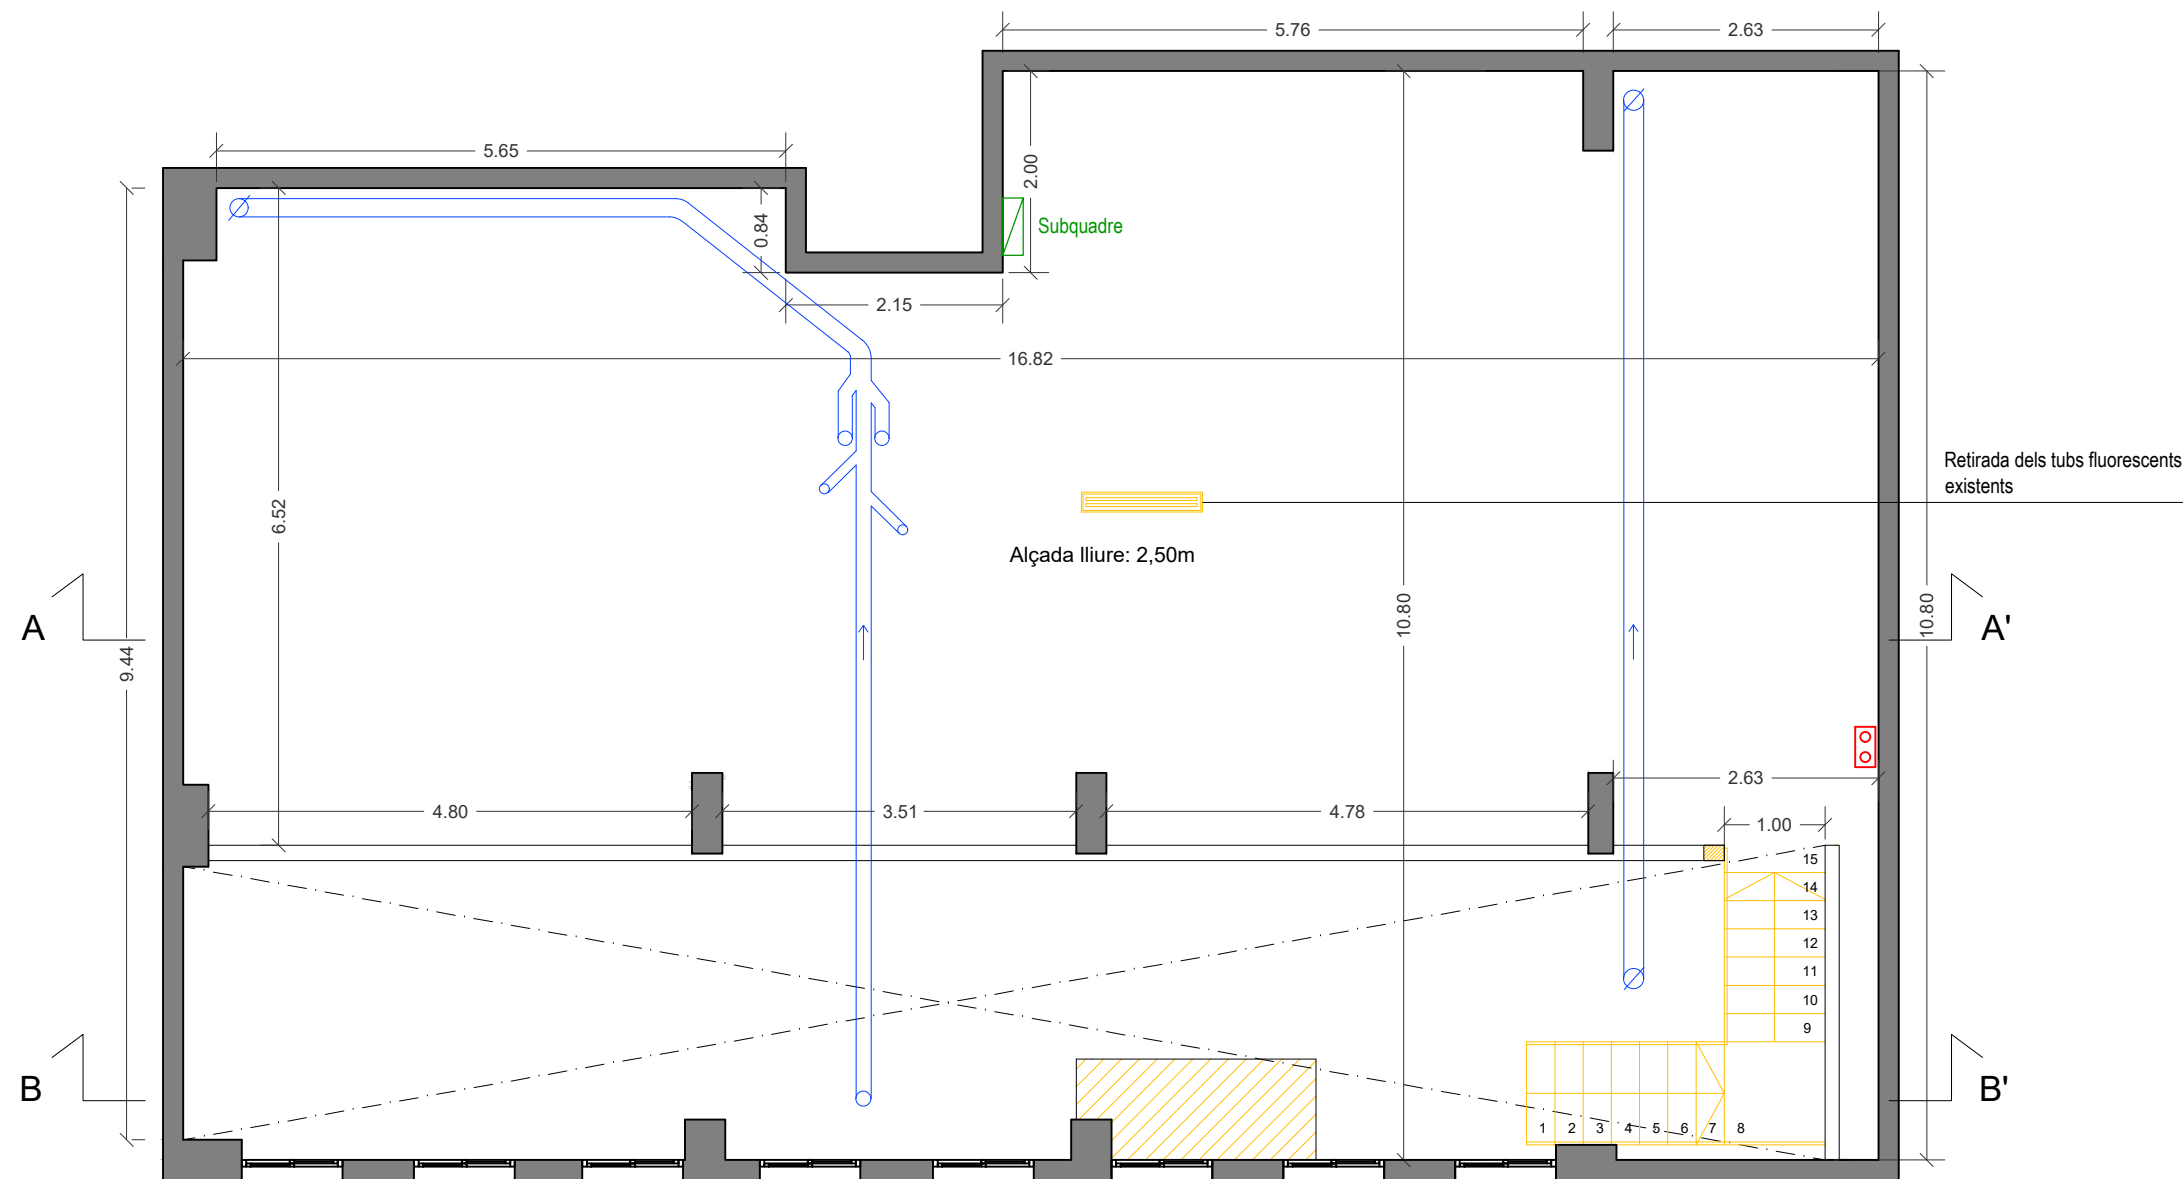 5.76
2.63
5.65
2.00
0.84
Subquadre
2.15
16.82
Retirada dels tubs fluorescents
existents
6.52
Alçada lliure: 2,50m
10.80
10.80
A
A'
9.44
2.63
4.80
3.51
4.78
1.00
15
14
13
12
11
10
9
B
B'
1 2 3 4 5 6 7 8